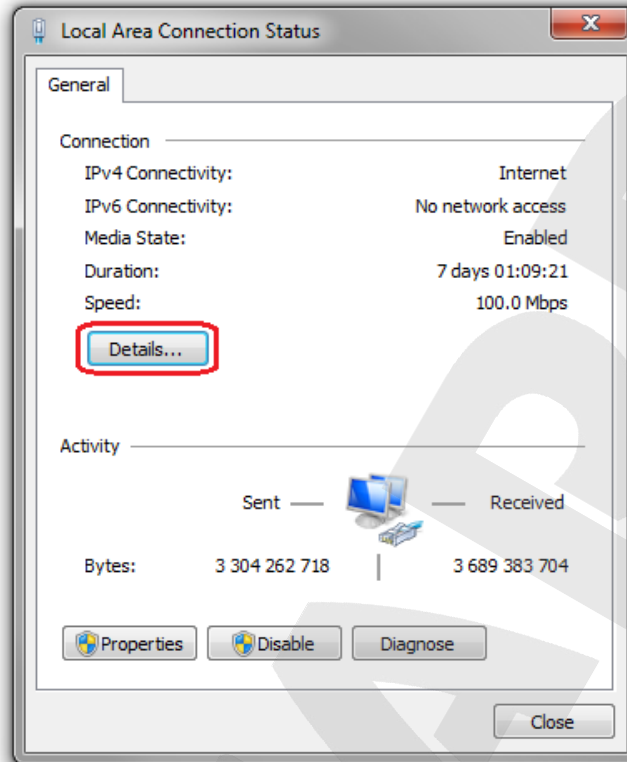 Local Area Connection Status
General
Connection
IPv4 Connectivity: Internet
IPv6 Connectivity: No network access
Media State: Enabled
Duration: 7 days 01:09:21
Speed: 100.0 Mbps
Details...
Activity
Sent Received
Bytes: 3 304 262 718 3 689 383 704
Properties Disable Diagnose
Close